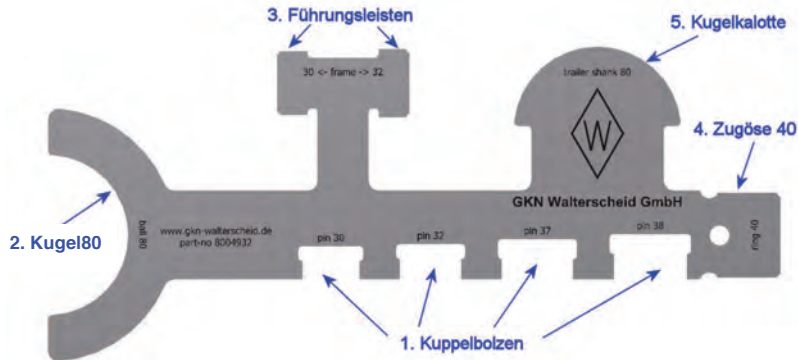 3. Führungsleisten
5. Kugelkalotte
30 <- frame -> 32
trailer shank 80
W
4. Zugöse 40
GKN Walterscheid GmbH
2. Kugel80
ball 80
www.gkn-walterscheid.de
part-no 8004932
pin 30
pin 32
pin 37
pin 38
ring 40
1. Kuppelbolzen